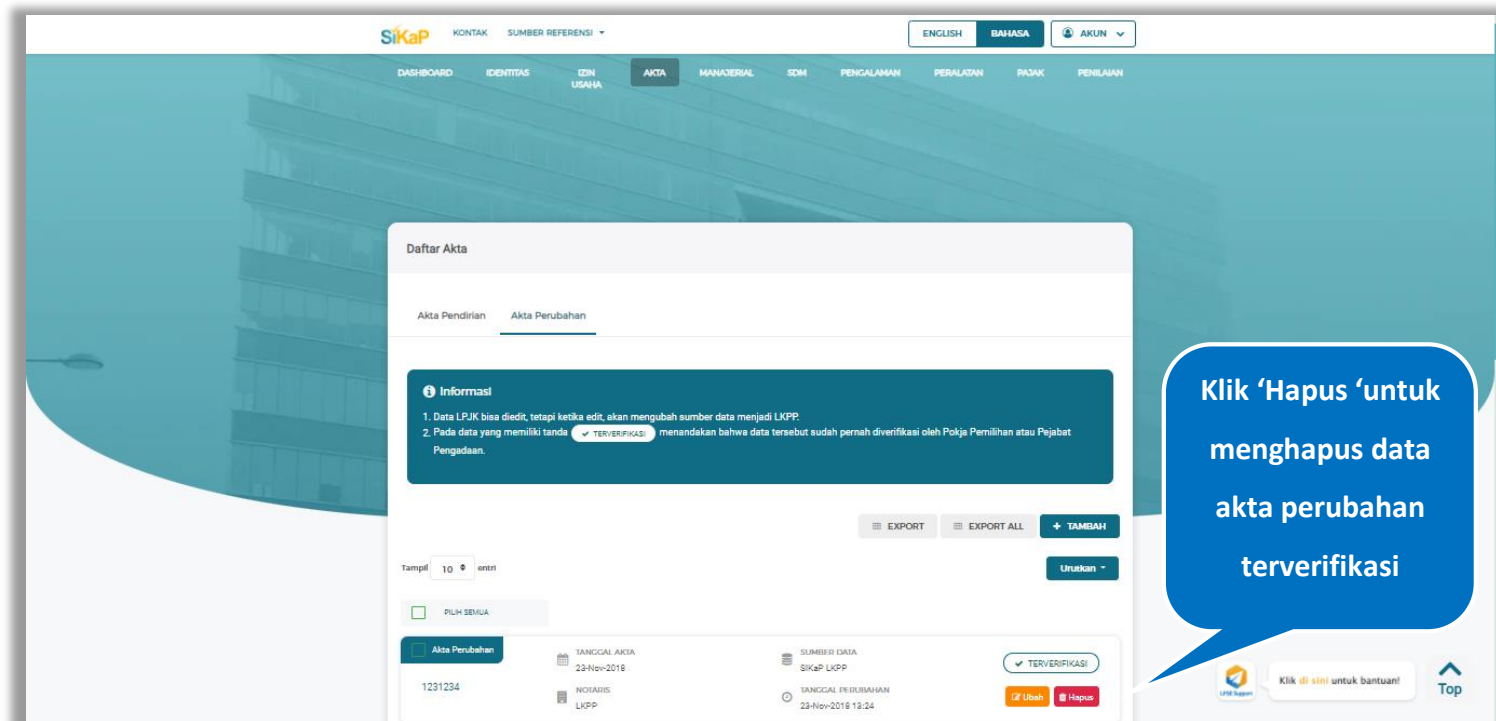 SiKaP KONTAK SUMBER REFERENSI ENGLISH BAHASA AKUN
DASHBOARD IDENTITAS IZIN USAHA AKTA MANAJERIAL SDM PENGALAMAN PERALATAN PAJAK PENILAIAN
Daftar Akta
Akta Pendirian Akta Perubahan
Informasi
1. Data LPJK bisa diedit, tetapi ketika edit, akan mengubah sumber data menjadi LKPP.
2. Pada data yang memiliki tanda TERVERIFIKASI menandakan bahwa data tersebut sudah pernah diverifikasi oleh Pokja Pemilihan atau Pejabat
Pengadaan.
EXPORT EXPORT ALL + TAMBAH
Tampil 10 entri Urutkan
PILIH SEMUA
Akta Perubahan
1231234
TANGGAL AKTA
23-Nov-2018
NOTARIS
LKPP
SUMBER DATA
SIKaP LKPP
TANGGAL PERUBAHAN
23-Nov-2018 13:24
TERVERIFIKASI
Ubah Hapus
Klik ‘Hapus ‘untuk
menghapus data
akta perubahan
terverifikasi
LPSE Support
Klik di sini untuk bantuan!
Top